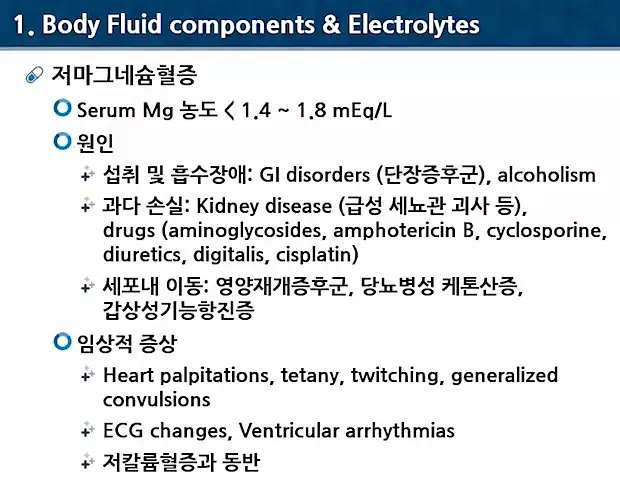 1. Body Fluid components & Electrolytes
저마그네슘혈증
Serum Mg 농도 < 1.4 ~ 1.8 mEq/L
원인
섭취 및 흡수장애: GI disorders (단장증후군), alcoholism
과다 손실: Kidney disease (급성 세뇨관 괴사 등),
drugs (aminoglycosides, amphotericin B, cyclosporine,
diuretics, digitalis, cisplatin)
세포내 이동: 영양재개증후군, 당뇨병성 케톤산증,
갑상성기능항진증
임상적 증상
Heart palpitations, tetany, twitching, generalized
convulsions
ECG changes, Ventricular arrhythmias
저칼륨혈증과 동반